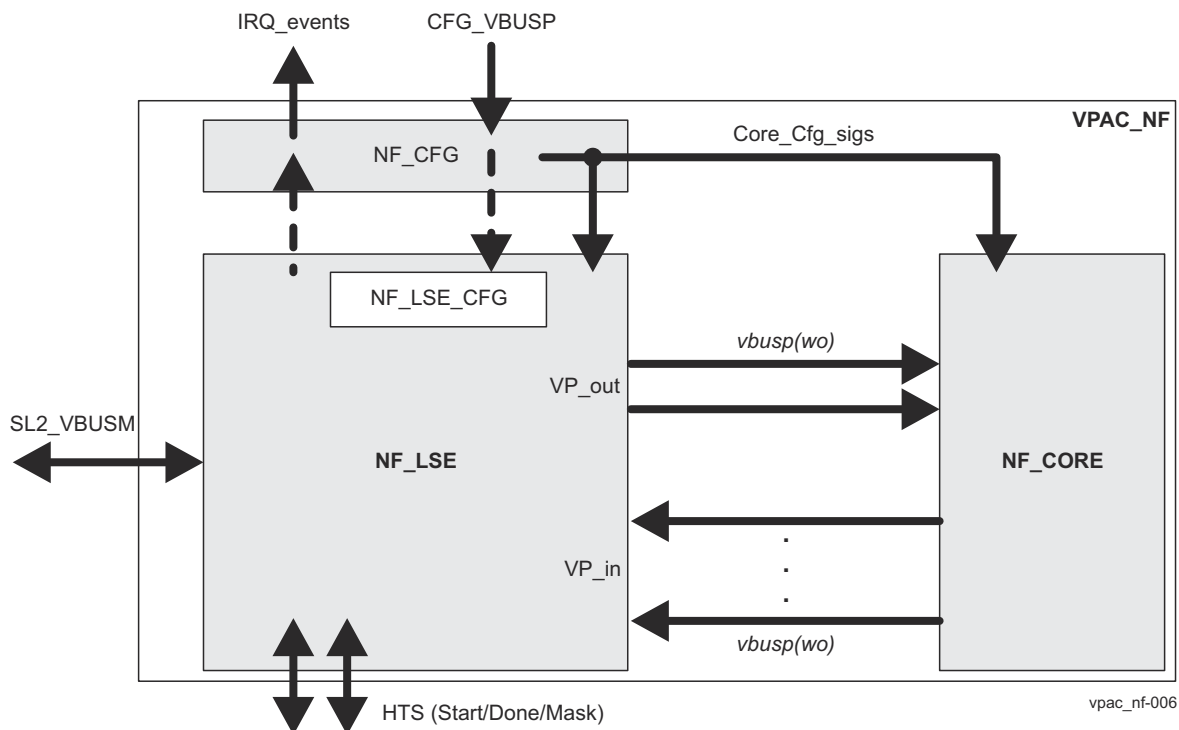 IRQ_events
CFG_VBUSP
VPAC_NF
Core_Cfg_sigs
NF_CFG
NF_LSE_CFG
vbusp(wo)
VP_out
SL2_VBUSM
NF_LSE
NF_CORE
VP_in
vbusp(wo)
HTS (Start/Done/Mask)
vpac_nf-006